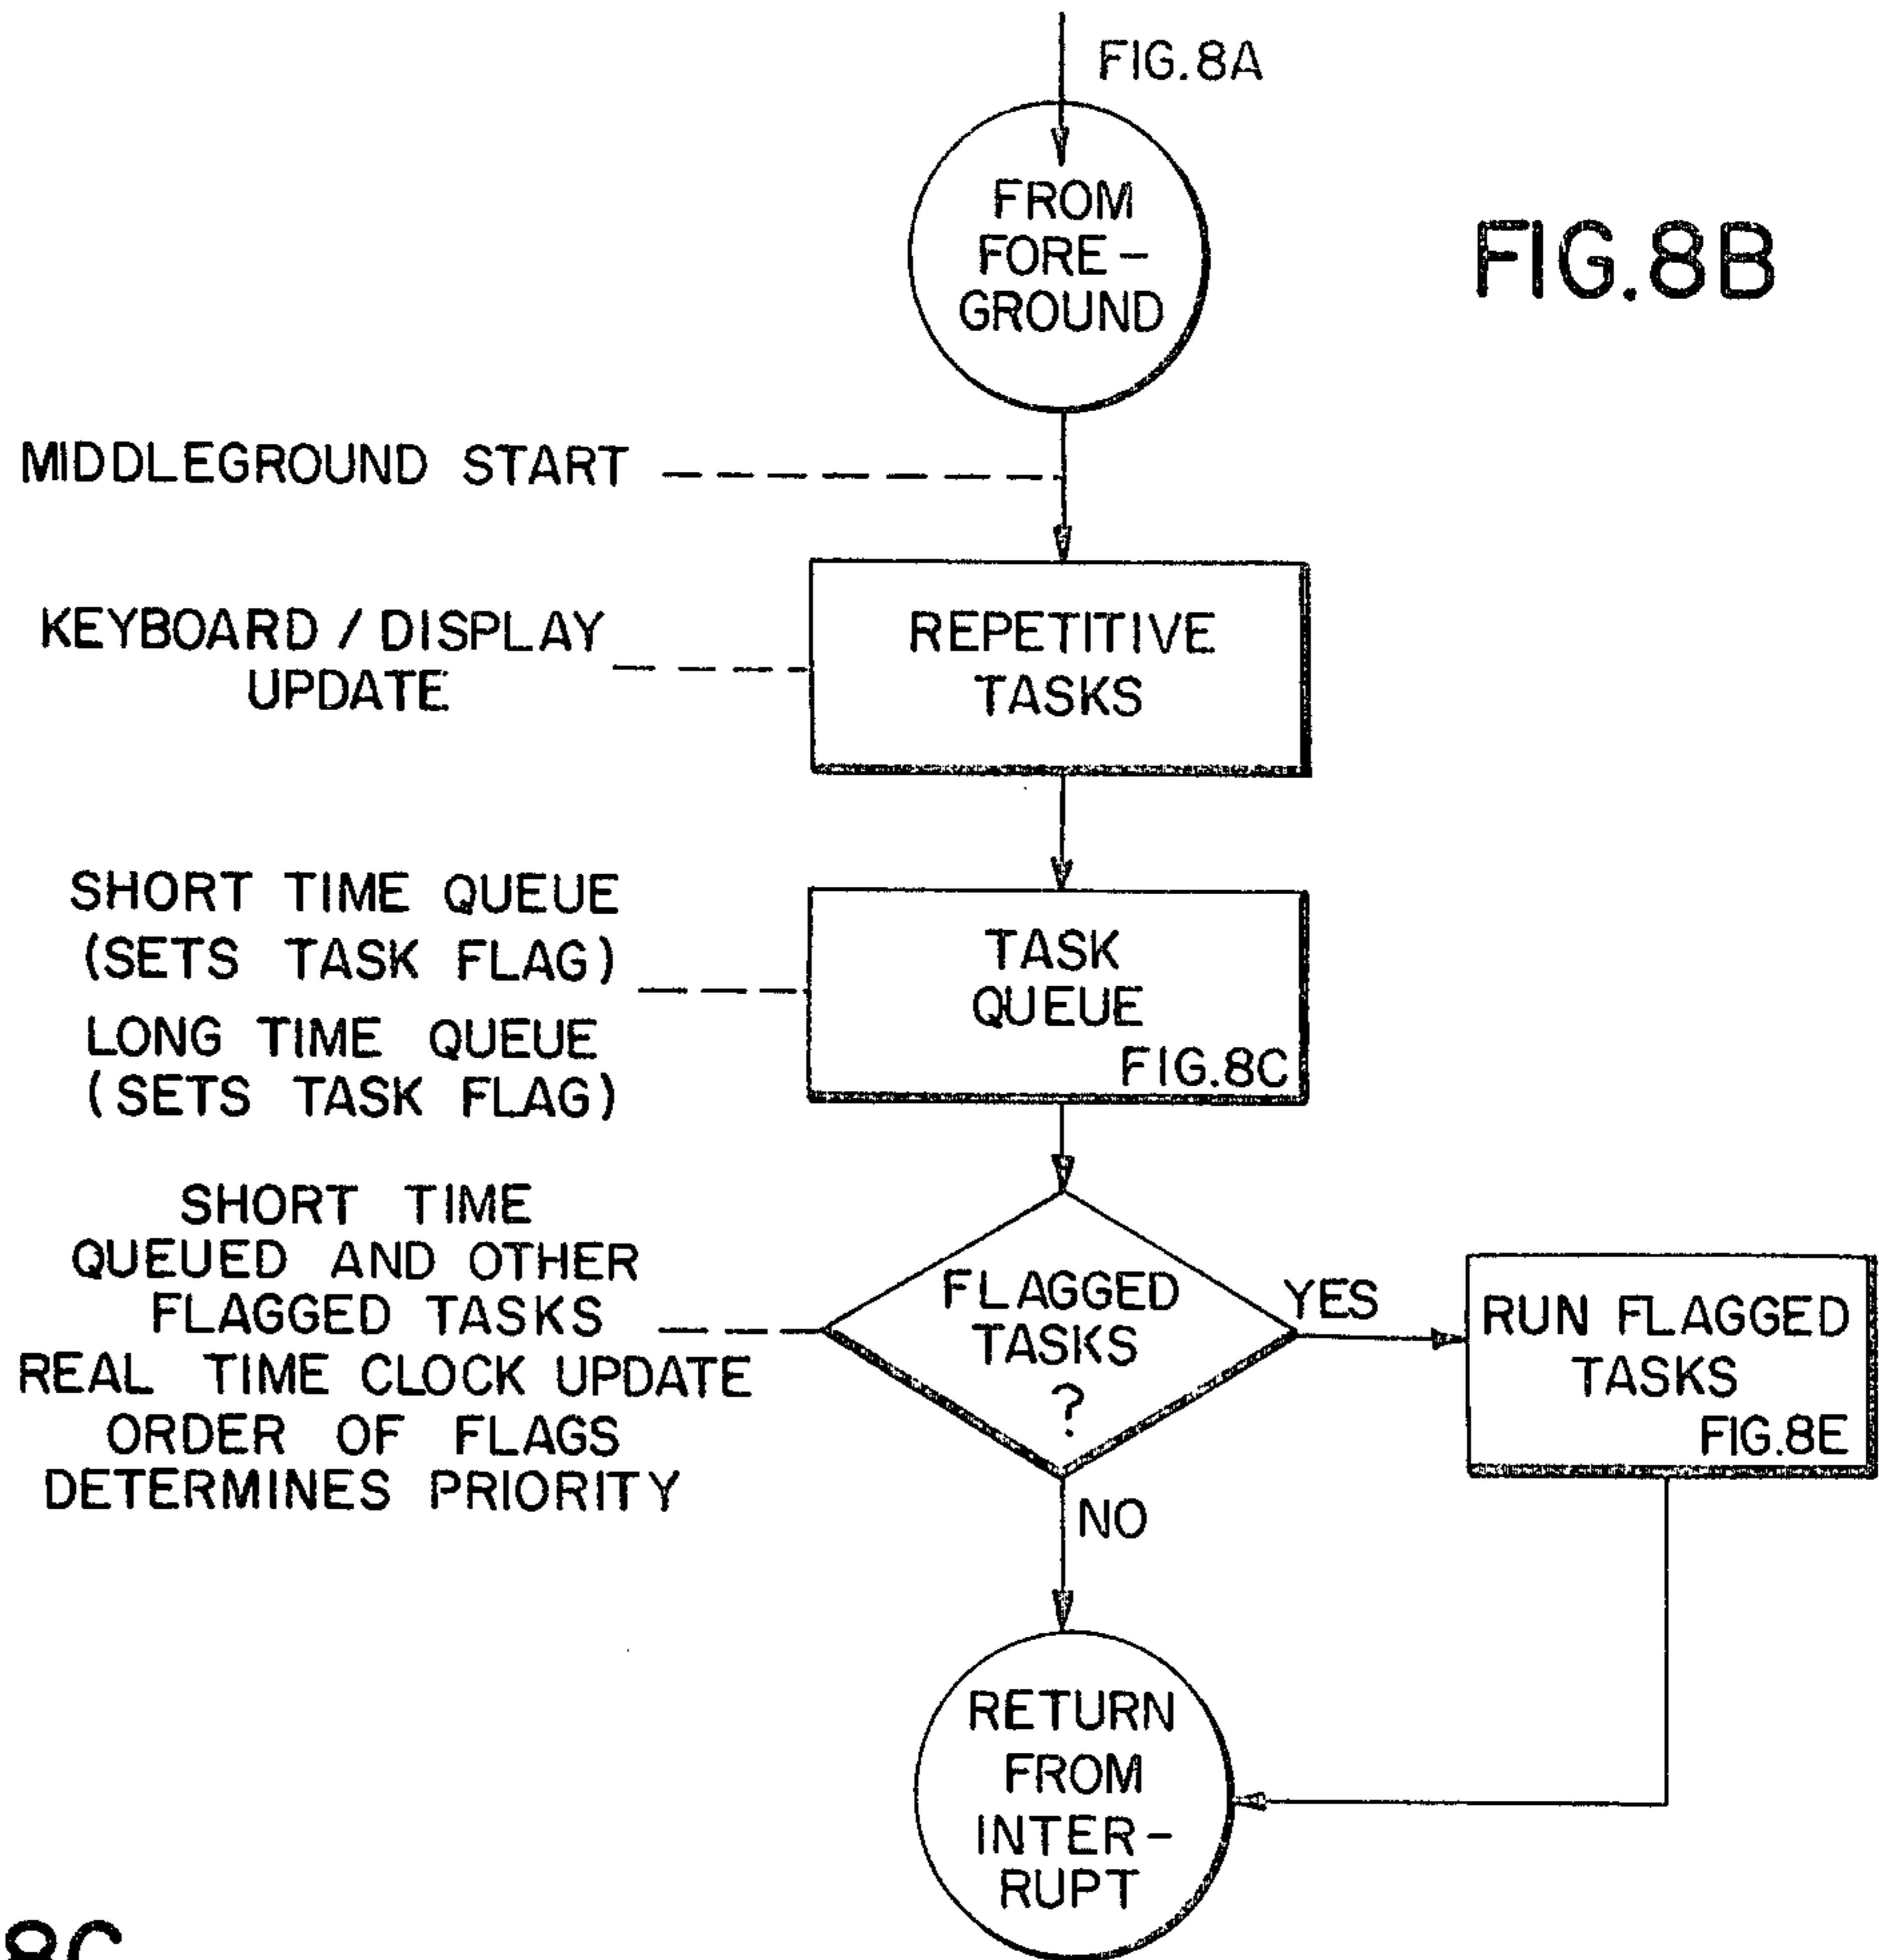 FIG.8A
FROM
FORE-
GROUND
FIG.8B
MIDDLEGROUND START
KEYBOARD / DISPLAY
UPDATE
REPETITIVE
TASKS
SHORT TIME QUEUE
(SETS TASK FLAG)
LONG TIME QUEUE
(SETS TASK FLAG)
TASK
QUEUE
FIG.8C
SHORT TIME
QUEUED AND OTHER
FLAGGED TASKS
REAL TIME CLOCK UPDATE
ORDER OF FLAGS
DETERMINES PRIORITY
FLAGGED
TASKS
?
YES
RUN FLAGGED
TASKS
FIG.8E
NO
RETURN
FROM
INTER-
RUPT
8C